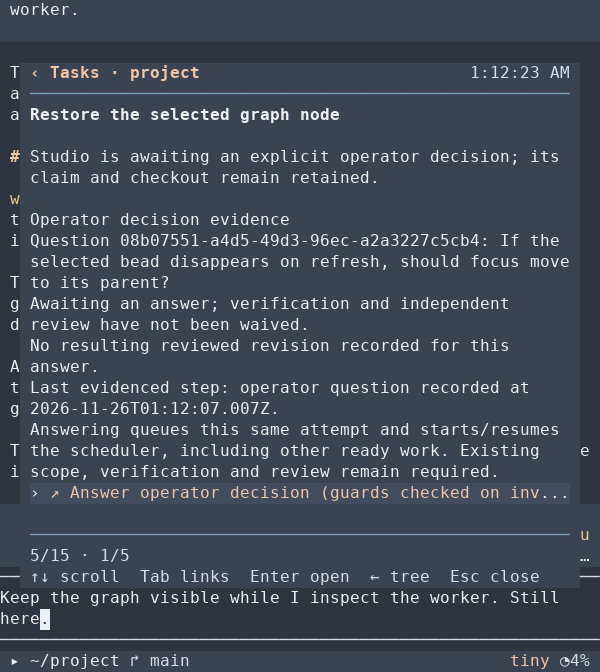 worker.
T ‹ Tasks · project 1:12:23 AM
a
a Restore the selected graph node
# Studio is awaiting an explicit operator decision; its
claim and checkout remain retained.
w
t Operator decision evidence
i Question 08b07551-a4d5-49d3-96ec-a2a3227c5cb4: If the
selected bead disappears on refresh, should focus move
T to its parent?
g Awaiting an answer; verification and independent
d review have not been waived.
No resulting reviewed revision recorded for this
A answer.
t Last evidenced step: operator question recorded at
g 2026-11-26T01:12:07.007Z.
Answering queues this same attempt and starts/resumes
T the scheduler, including other ready work. Existing e
i scope, verification and review remain required.
› ↗ Answer operator decision (guards checked on inv...
u
5/15 · 1/5 …
↑↓ scroll Tab links Enter open ← tree Esc close
Keep the graph visible while I inspect the worker. Still
here.
▸ ~/project ↱ main tiny ◔4%